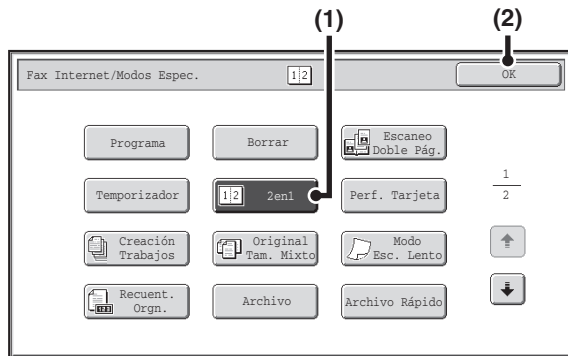 (1) (2)
Fax Internet/Modos Espec. 1 2 OK
Programa Borrar Escaneo
Doble Pág.
Temporizador 1 2 2en1 Perf. Tarjeta 1
2
Creación Original Modo
Trabajos Tam. Mixto Esc. Lento
Recuent. Archivo Archivo Rápido
Orgn.
123